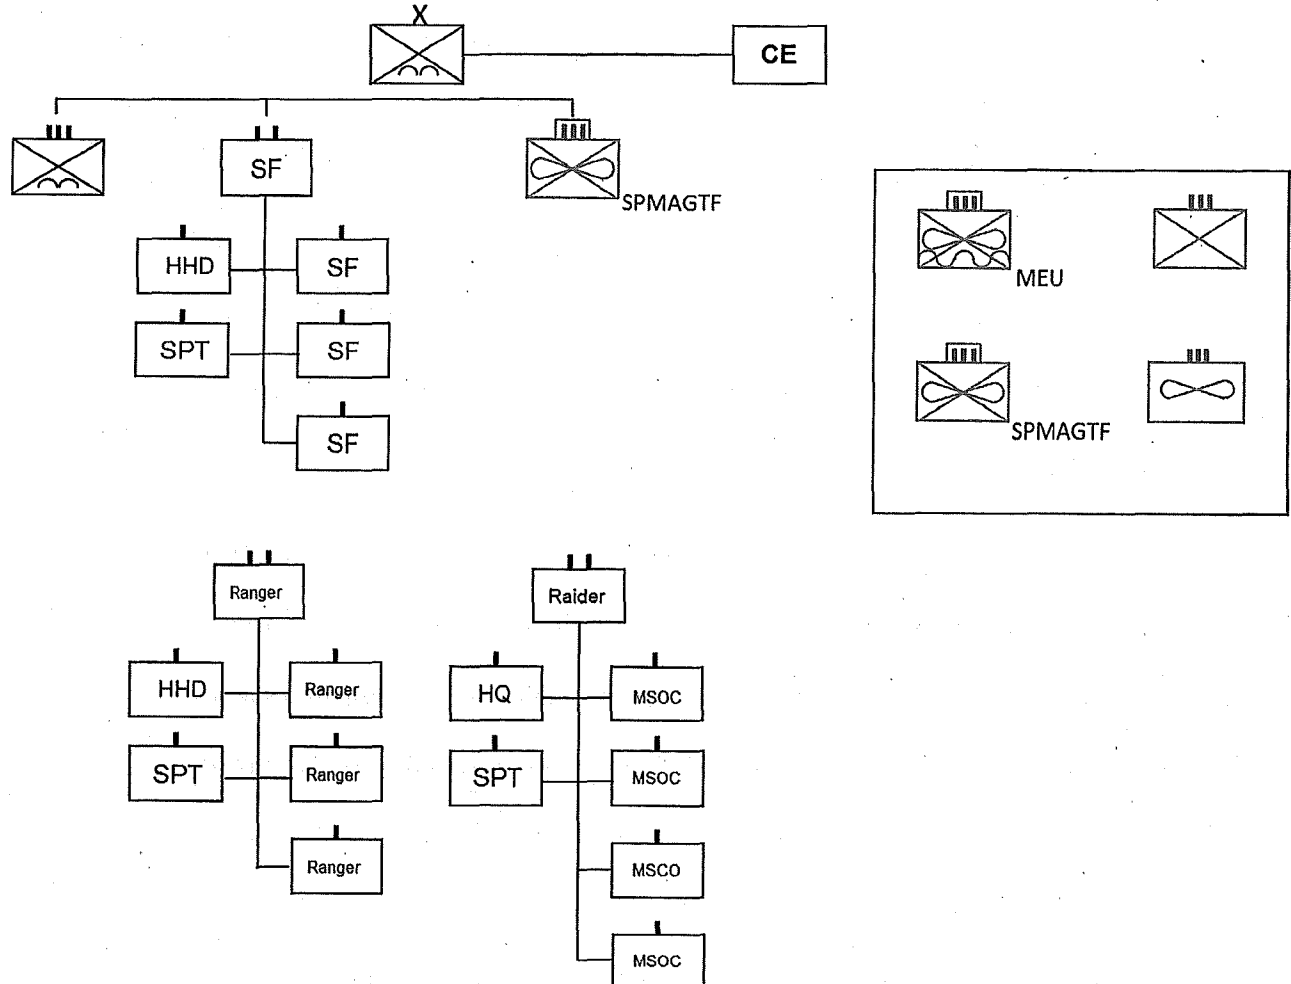 X
CE
SF
SPMAGTF
HHD
SF
SPT
SF
SF
MEU
SPMAGTF
Ranger
HHD
Ranger
SPT
Ranger
Ranger
Raider
HQ
MSOC
SPT
MSOC
MSCO
MSOC